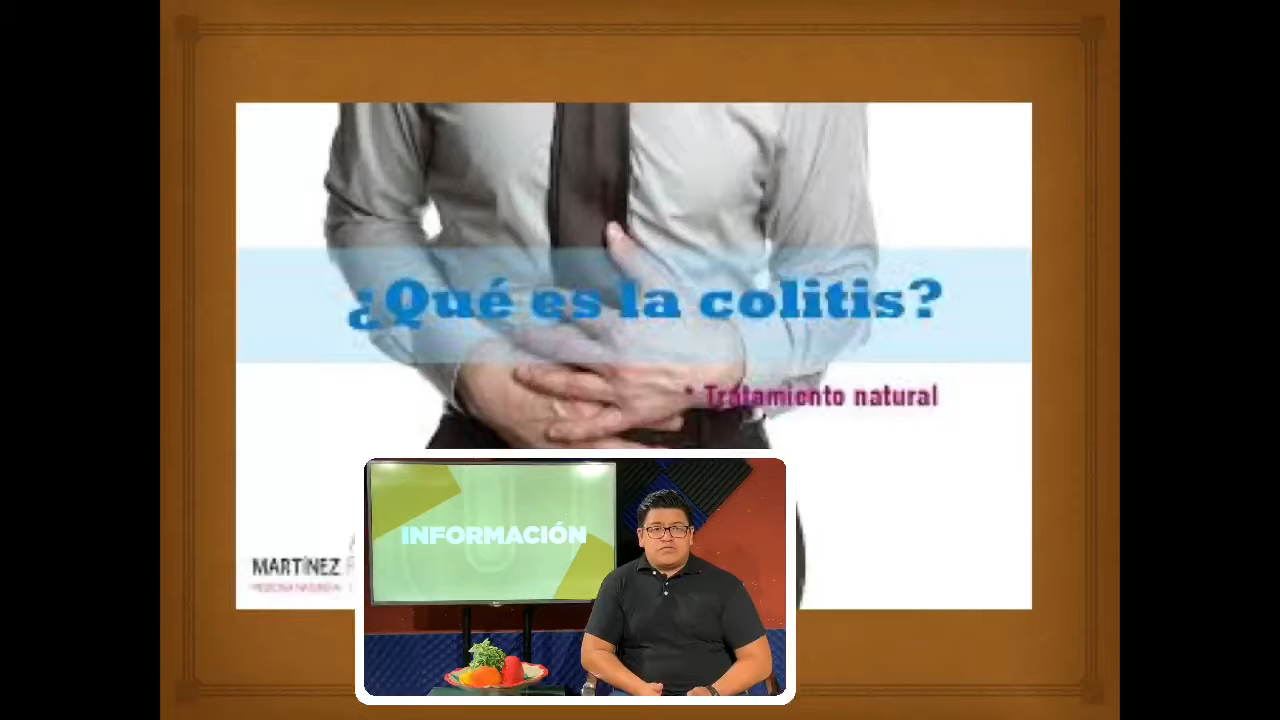 ¿Qué es la colitis?
* Tratamiento natural
MARTÍNEZ
INFORMACIÓN